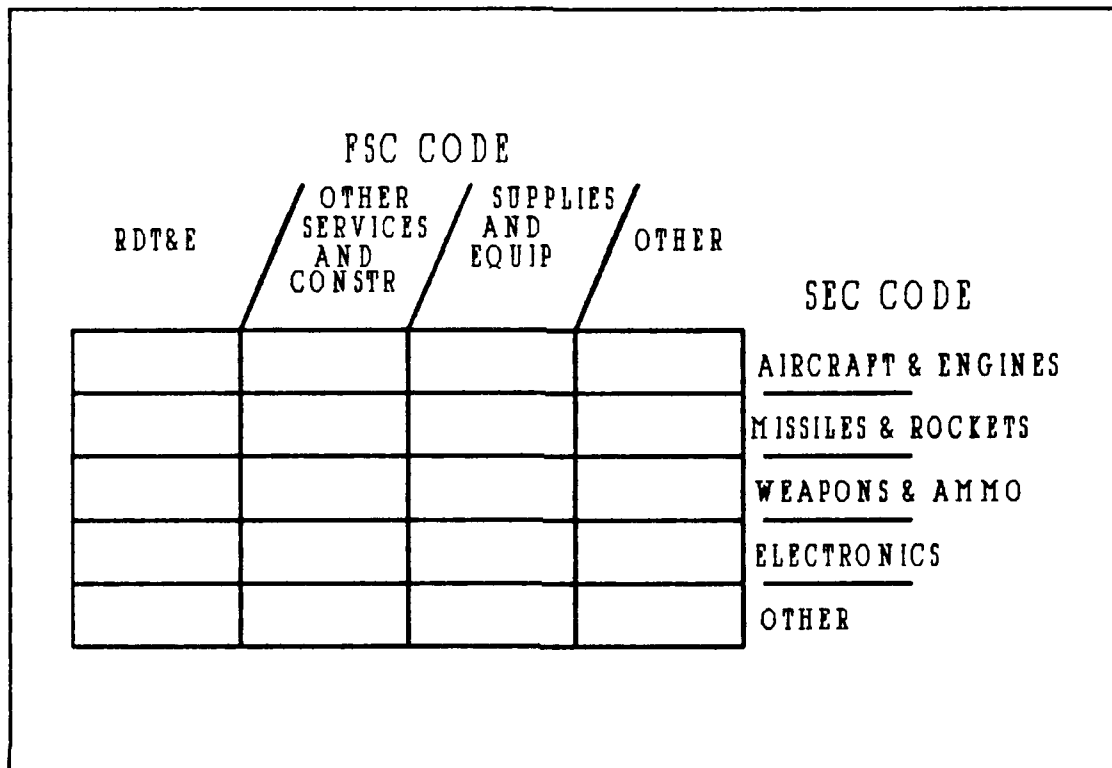 FSC CODE
RDT&E
OTHER
SERVICES
AND
CONSTR
SUPPLIES
AND
EQUIP
OTHER
SEC CODE
AIRCRAFT & ENGINES
MISSILES & ROCKETS
WEAPONS & AMMO
ELECTRONICS
OTHER